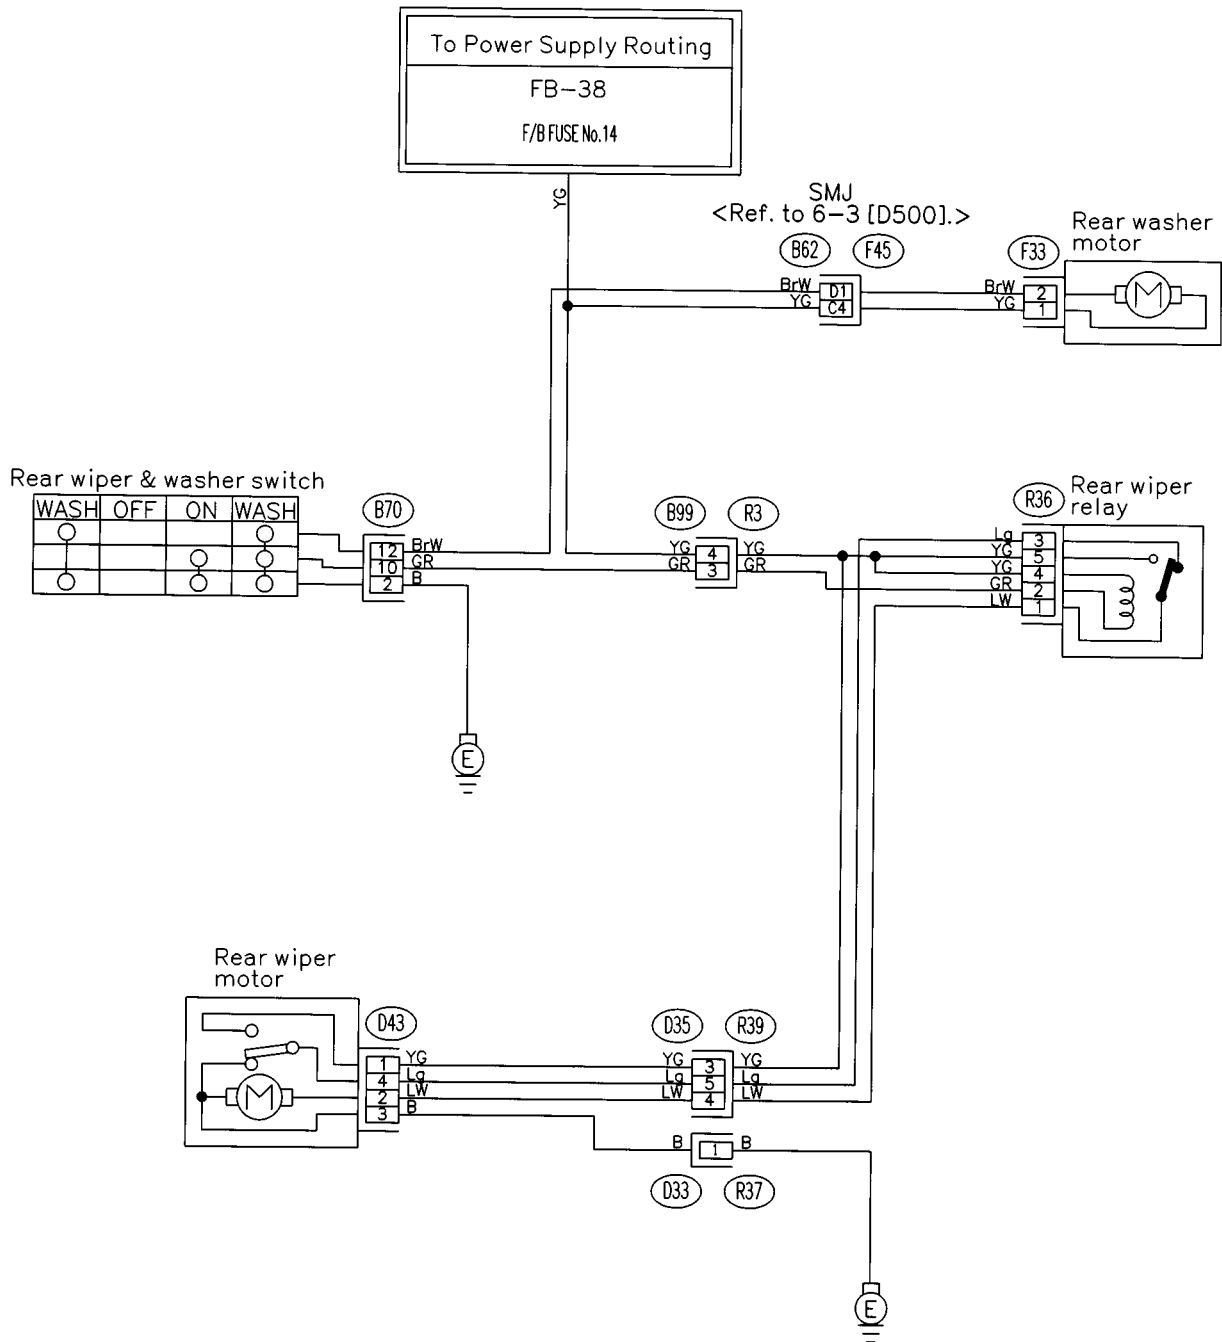 To Power Supply Routing
FB-38
F/B FUSE No.14
YG
SMJ
<Ref. to 6-3 [D500].>
B62 F45
Rear washer
motor
F33
BrW D1 BrW 2
YG C4 YG 1
M
Rear wiper & washer switch
WASH OFF ON WASH
B70
12 BrW
10 GR
2 B
E
B99 R3
YG 4 YG
GR 3 GR
Rear wiper
relay
R36
Lg 3
YG 5
YG 4
GR 2
LW 1
Rear wiper
motor
M
D43
1 YG
4 Lg
2 LW
3 B
D35 R39
YG 3 YG
Lg 5 Lg
LW 4 LW
B 1 B
D33 R37
E